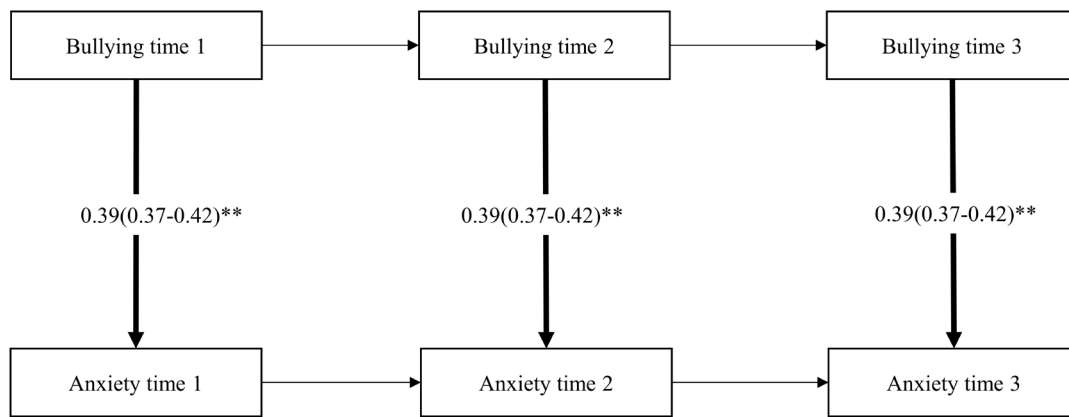 Bullying time 1
Bullying time 2
Bullying time 3
0.39(0.37-0.42)**
0.39(0.37-0.42)**
0.39(0.37-0.42)**
Anxiety time 1
Anxiety time 2
Anxiety time 3